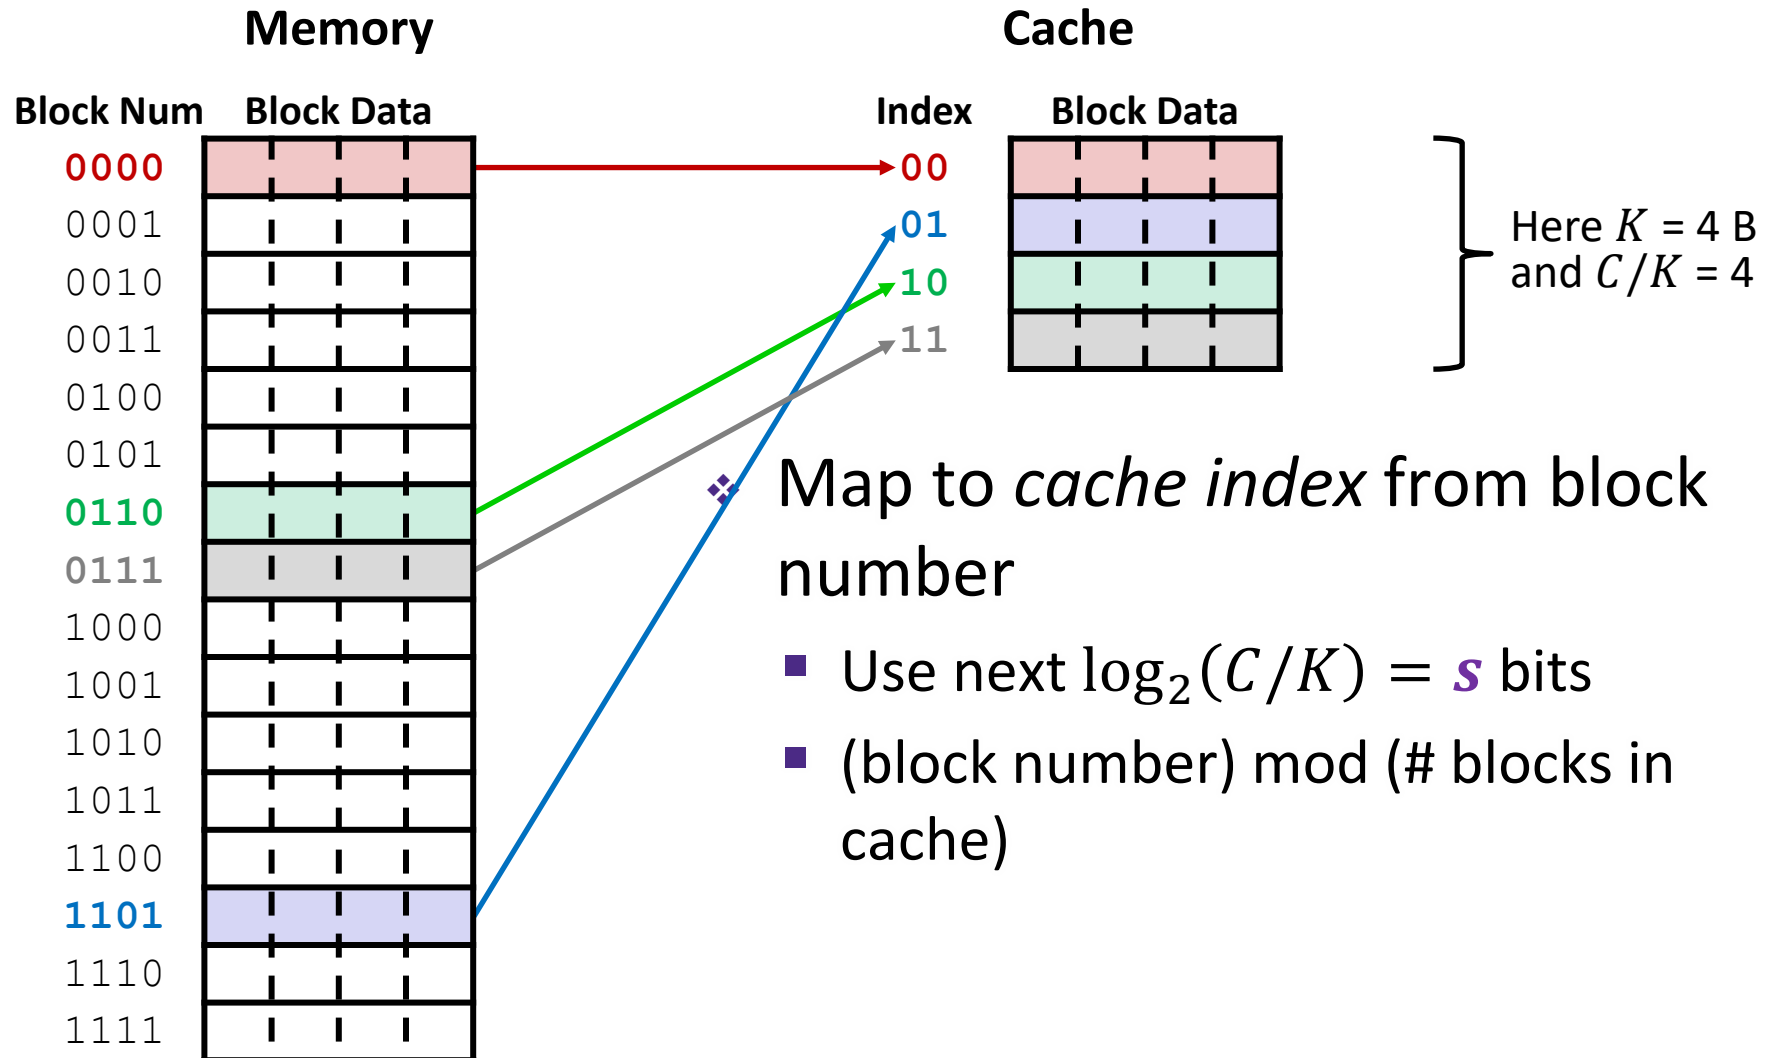 Memory
Cache
Block Num Block Data
Index Block Data
0000
0001
0010
0011
0100
0101
0110
0111
1000
1001
1010
1011
1100
1101
1110
1111
00
01
10
11
Here K = 4 B
and C/K = 4
❖ Map to cache index from block
number
▪ Use next log₂(C/K) = s bits
▪ (block number) mod (# blocks in
cache)